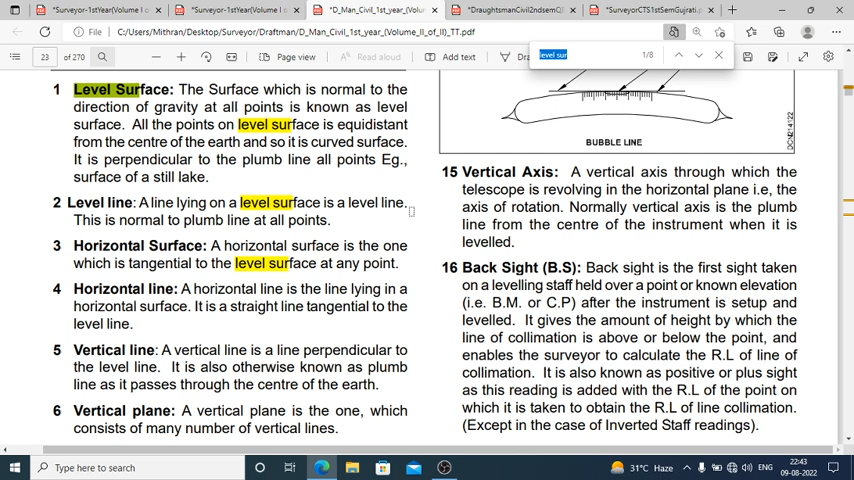 *Surveyor-1stYear(Volume I o
*Surveyor-1stYear(Volume I o
*D_Man_Civil_1st_year_(Volum
*DraughtsmanCivil2ndsemQ
*SurveyorCTS1stSemGujrati.p
File
C:/Users/Mithran/Desktop/Surveyor/Draftman/D_Man_Civil_1st_year_(Volume_II_of_II)_TT.pdf
level sur
1/8
23
of 270
Page view
Read aloud
Add text
1 Level Surface: The Surface which is normal to the
direction of gravity at all points is known as level
surface. All the points on level surface is equidistant
from the centre of the earth and so it is curved surface.
It is perpendicular to the plumb line all points Eg.,
surface of a still lake.
2 Level line: A line lying on a level surface is a level line.
This is normal to plumb line at all points.
3 Horizontal Surface: A horizontal surface is the one
which is tangential to the level surface at any point.
4 Horizontal line: A horizontal line is the line lying in a
horizontal surface. It is a straight line tangential to the
level line.
5 Vertical line: A vertical line is a line perpendicular to
the level line. It is also otherwise known as plumb
line as it passes through the centre of the earth.
6 Vertical plane: A vertical plane is the one, which
consists of many number of vertical lines.
BUBBLE LINE
DCN214122
15 Vertical Axis: A vertical axis through which the
telescope is revolving in the horizontal plane i.e, the
axis of rotation. Normally vertical axis is the plumb
line from the centre of the instrument when it is
levelled.
16 Back Sight (B.S): Back sight is the first sight taken
on a levelling staff held over a point or known elevation
(i.e. B.M. or C.P) after the instrument is setup and
levelled. It gives the amount of height by which the
line of collimation is above or below the point, and
enables the surveyor to calculate the R.L of line of
collimation. It is also known as positive or plus sight
as this reading is added with the R.L of the point on
which it is taken to obtain the R.L of line collimation.
(Except in the case of Inverted Staff readings).
Type here to search
31°C Haze
ENG
22:43
09-08-2022